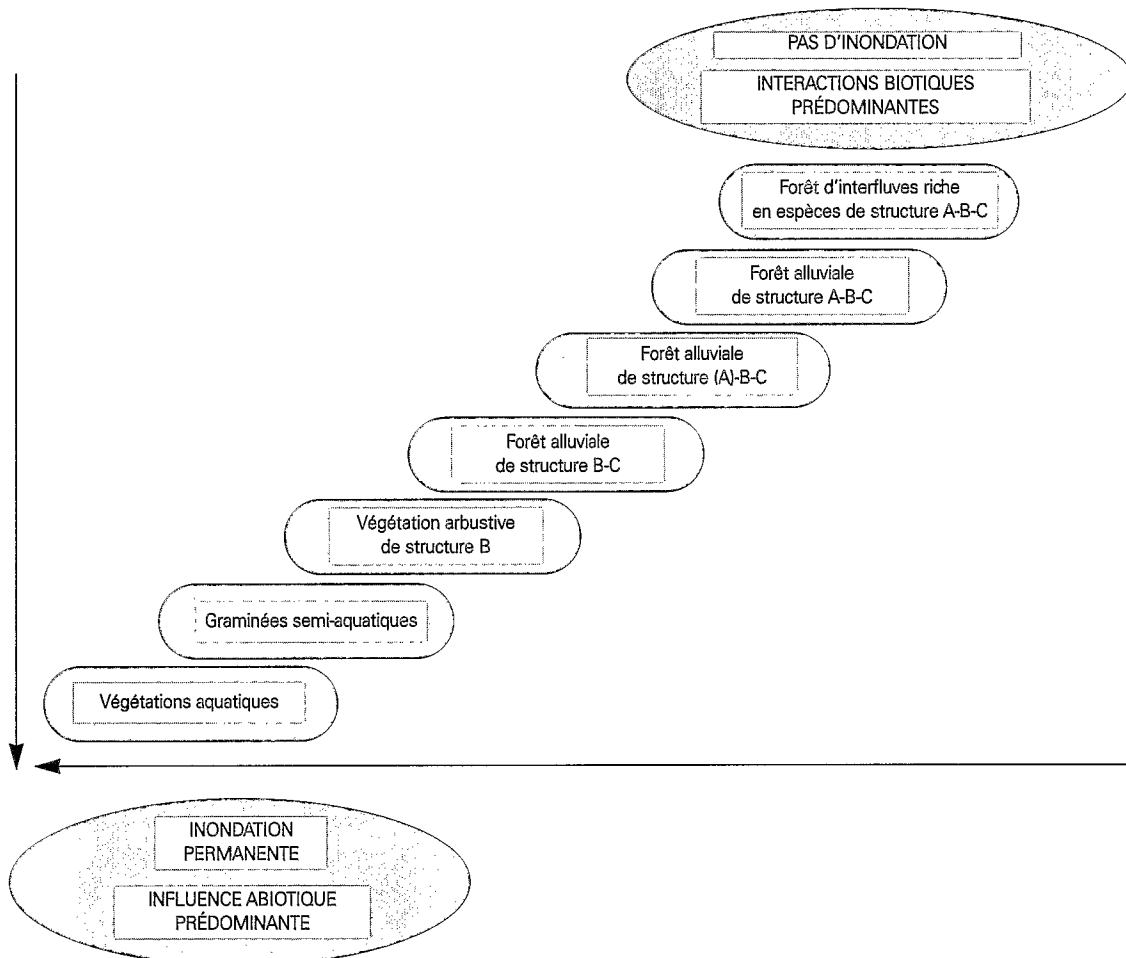 PAS D'INONDATION
INTERACTIONS BIOTIQUES
PRÉDOMINANTES
Forêt d'interfluves riche
en espèces de structure A-B-C
Forêt alluviale
de structure A-B-C
Forêt alluviale
de structure (A)-B-C
Forêt alluviale
de structure B-C
Végétation arbustive
de structure B
Graminées semi-aquatiques
Végétations aquatiques
INONDATION
PERMANENTE
INFLUENCE ABIOTIQUE
PRÉDOMINANTE